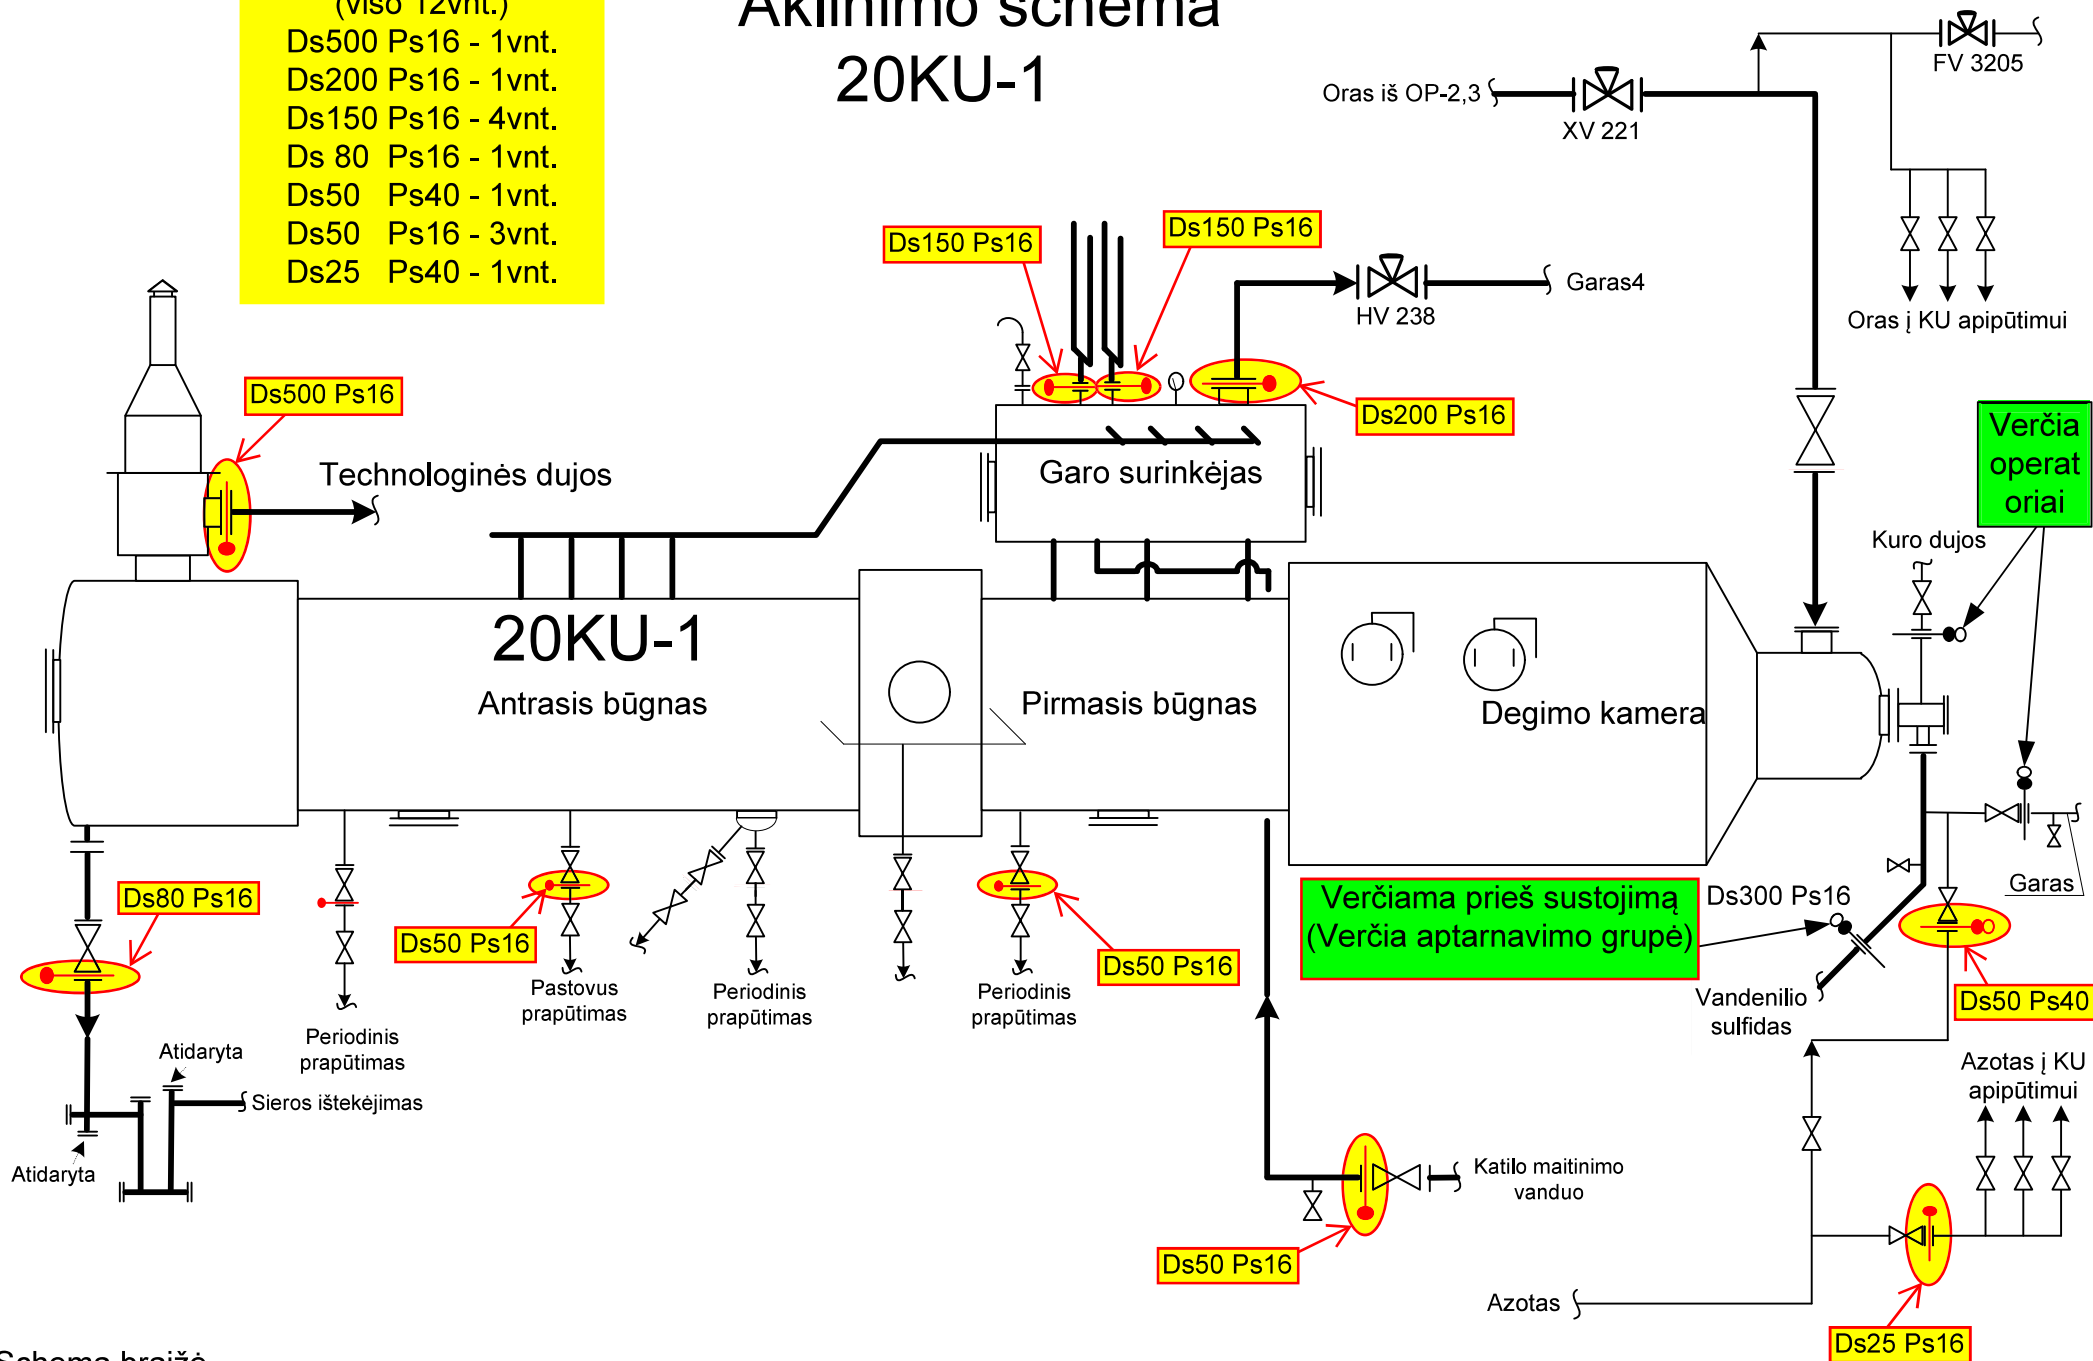 (viso 12vnt.)
Ds500 Ps16 - 1vnt.
Ds200 Ps16 - 1vnt.
Ds150 Ps16 - 4vnt.
Ds 80 Ps16 - 1vnt.
Ds50 Ps40 - 1vnt.
Ds50 Ps16 - 3vnt.
Ds25 Ps40 - 1vnt.
Aklinimo schema
20KU-1
FV 3205
Oras iš OP-2,3
XV 221
Ds150 Ps16
Ds150 Ps16
Garas4
HV 238
Oras į KU apipūtimui
Ds500 Ps16
Ds200 Ps16
Verčia
operat
oriai
Technologinės dujos
Garo surinkėjas
Kuro dujos
20KU-1
Antrasis būgnas
Pirmasis būgnas
Degimo kamera
Ds80 Ps16
Ds50 Ps16
Ds50 Ps16
Verčiama prieš sustojimą
(Verčia aptarnavimo grupė)
Ds300 Ps16
Garas
Ds50 Ps40
Pastovus
prapūtimas
Periodinis
prapūtimas
Periodinis
prapūtimas
Vandenilio
sulfidas
Periodinis
prapūtimas
Atidaryta
Sieros ištekėjimas
Atidaryta
Azotas į KU
apipūtimui
Katilo maitinimo
vanduo
Ds50 Ps16
Azotas
Ds25 Ps16
Schema braižė